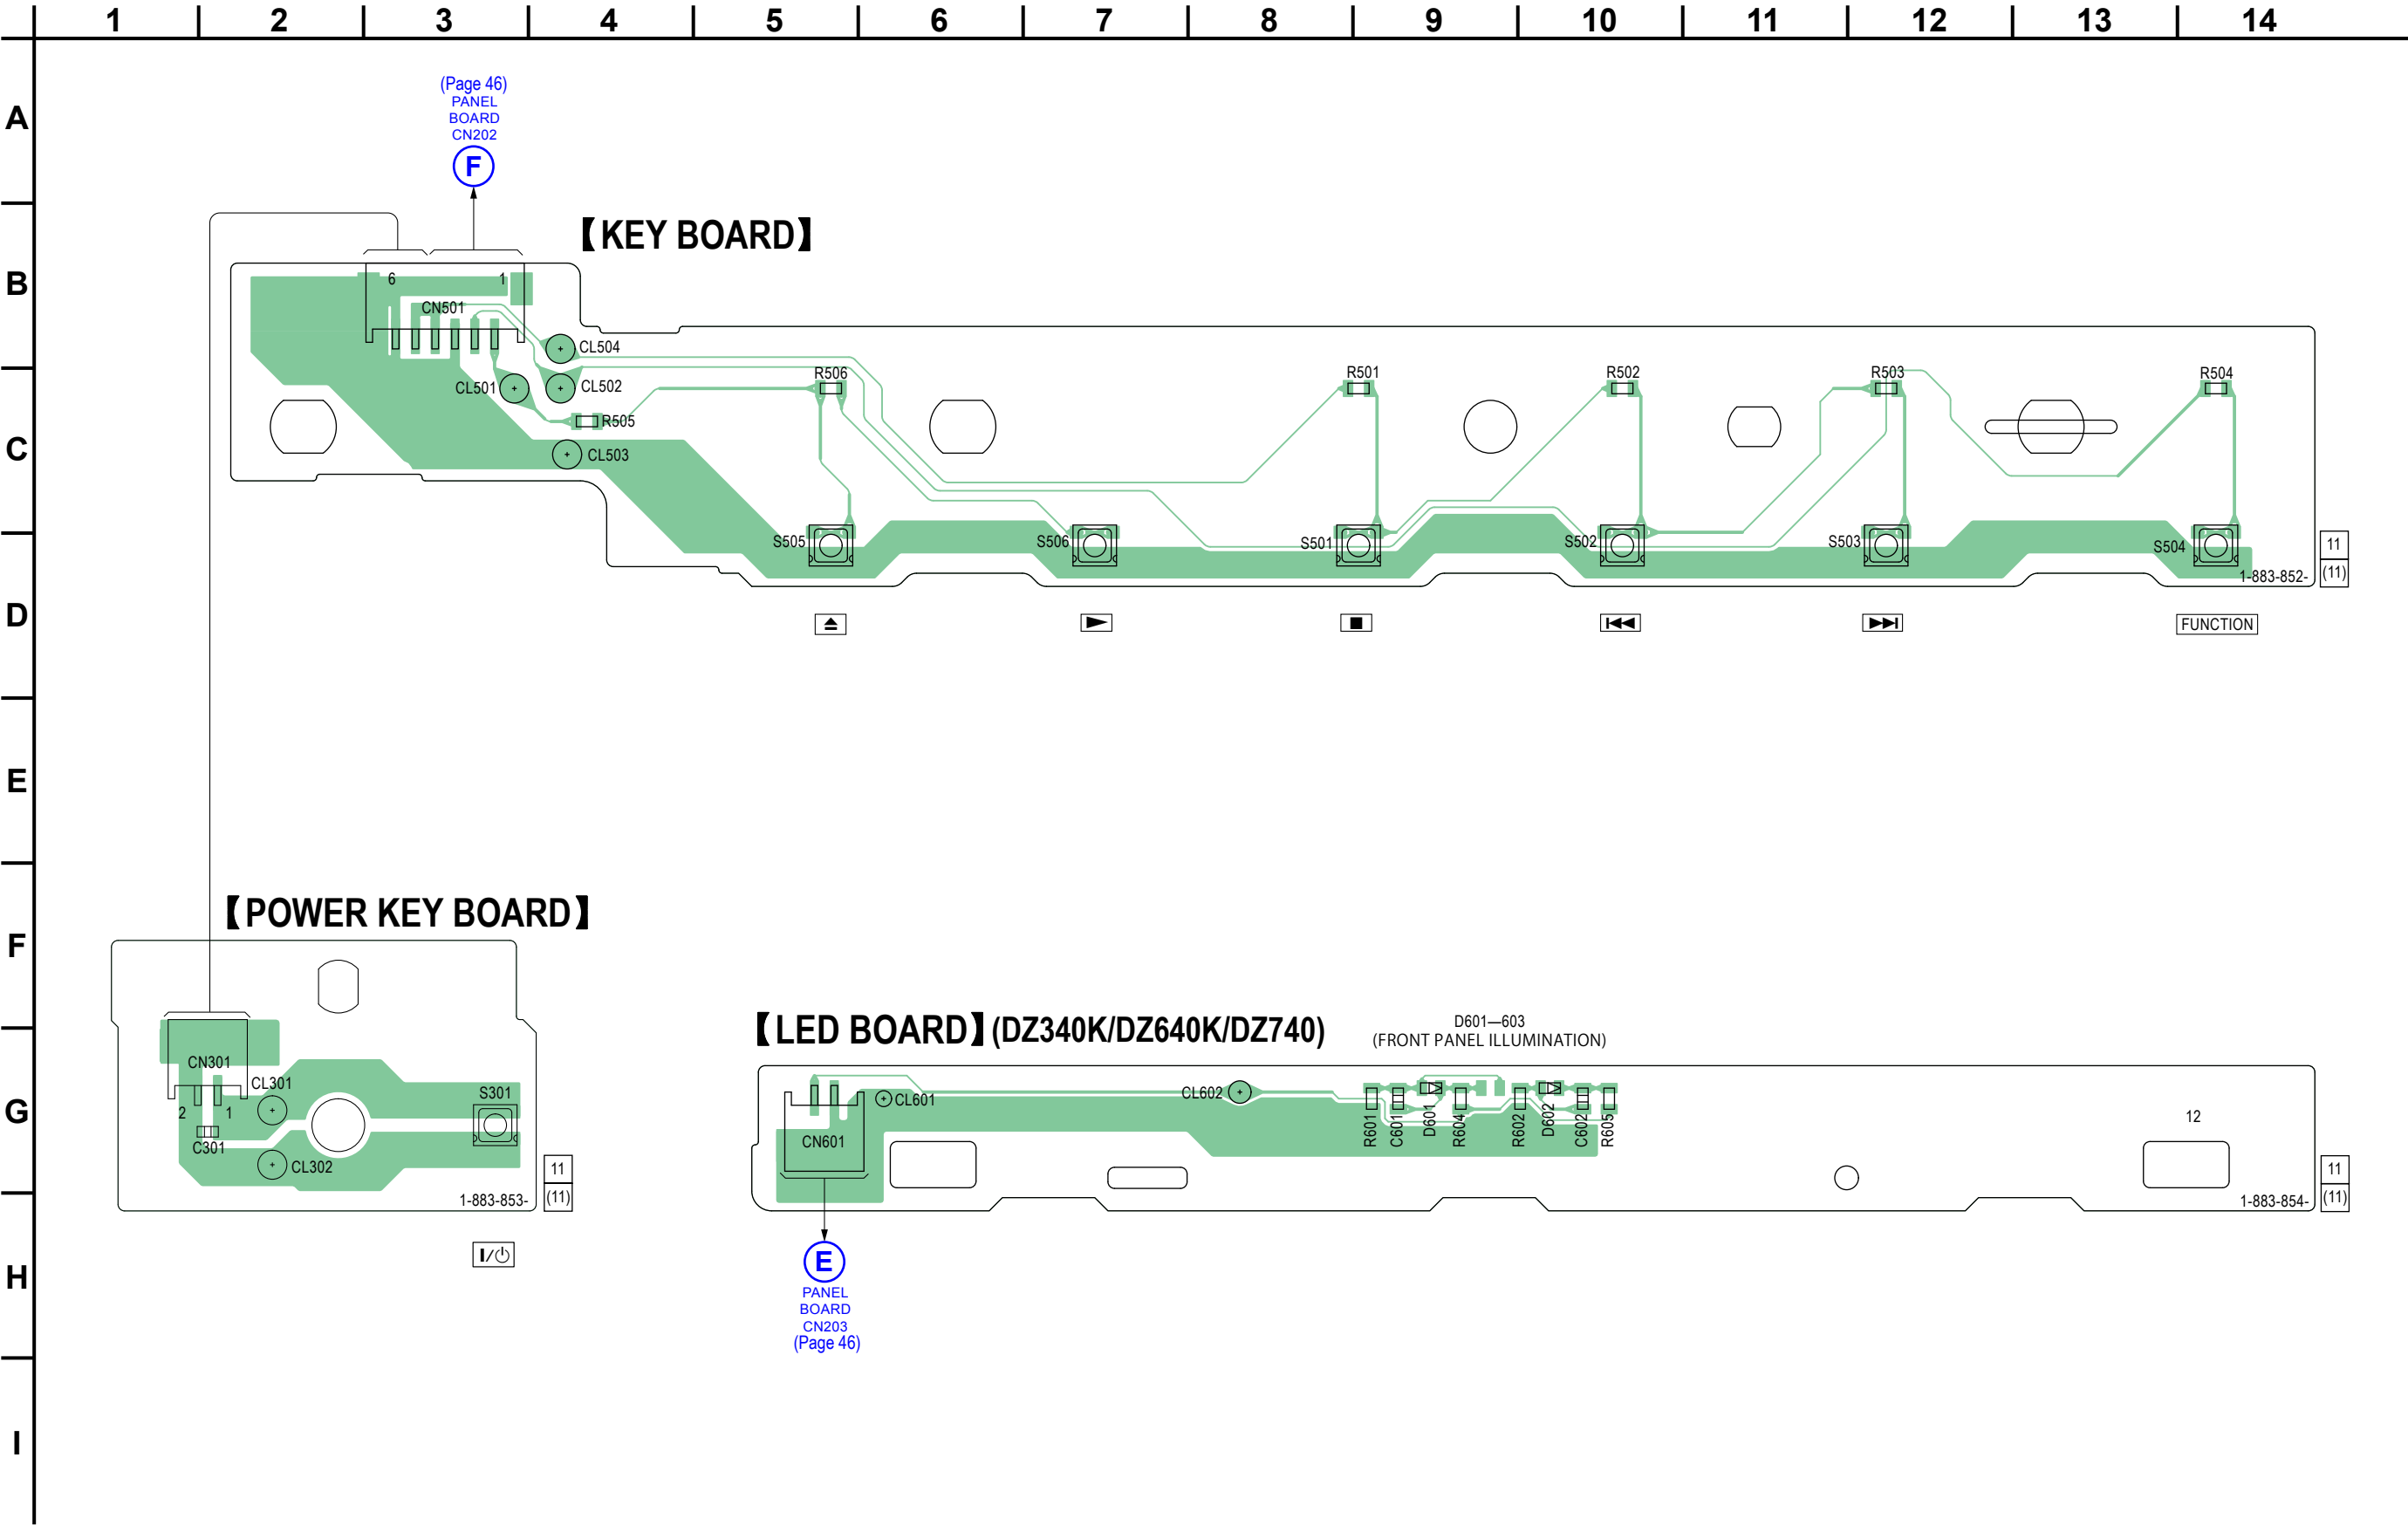 1 2 3 4 5 6 7 8 9 10 11 12 13 14
A
B
C
D
E
F
G
H
I
(Page 46)
PANEL
BOARD
CN202
F
【KEY BOARD】
6 1
CN501
CL504
CL501
CL502
R505
CL503
R506
R501
R502
R503
R504
S505
S506
S501
S502
S503
S504
1-883-852-
11
(11)
FUNCTION
【POWER KEY BOARD】
CN301
2 1
CL301
C301
CL302
S301
1-883-853-
11
(11)
I/⏻
【LED BOARD】(DZ340K/DZ640K/DZ740)
D601—603
(FRONT PANEL ILLUMINATION)
CN601
CL601
CL602
R601
C601
D601
R604
R602
D602
C602
R605
12
1-883-854-
11
(11)
E
PANEL
BOARD
CN203
(Page 46)